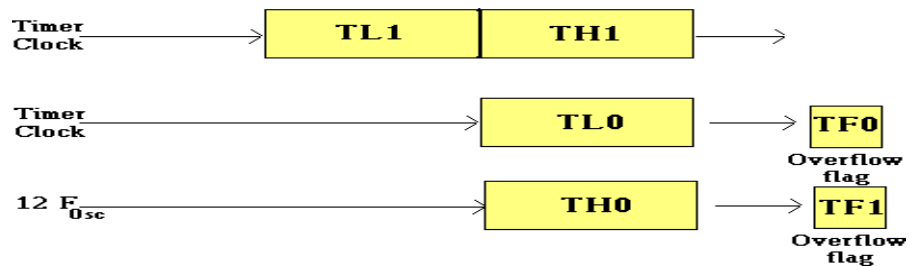 Timer
Clock
TL1
TH1
Timer
Clock
TL0
TF0
Overflow
flag
12 F Osc
TH0
TF1
Overflow
flag